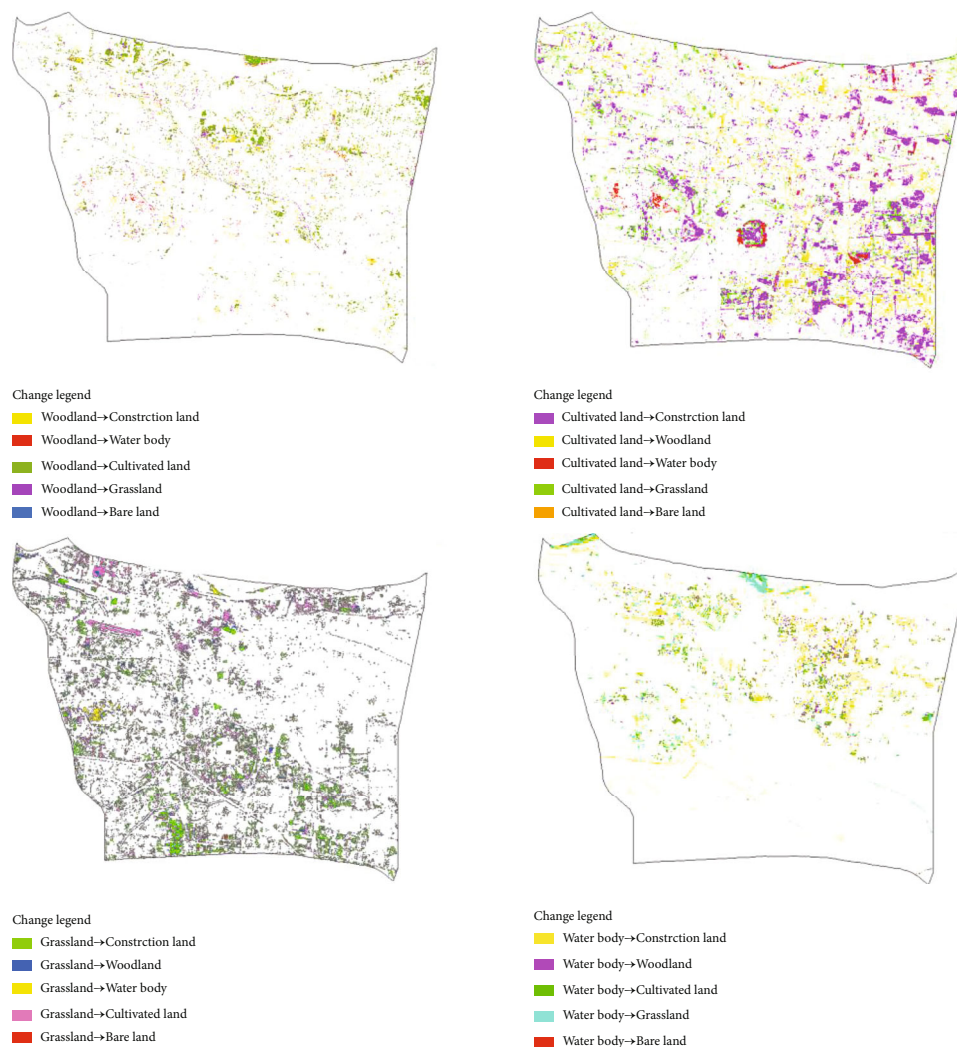 Change legend
Woodland→Constrction land
Woodland→Water body
Woodland→Cultivated land
Woodland→Grassland
Woodland→Bare land
Change legend
Cultivated land→Constrction land
Cultivated land→Woodland
Cultivated land→Water body
Cultivated land→Grassland
Cultivated land→Bare land
Change legend
Grassland→Constrction land
Grassland→Woodland
Grassland→Water body
Grassland→Cultivated land
Grassland→Bare land
Change legend
Water body→Constrction land
Water body→Woodland
Water body→Cultivated land
Water body→Grassland
Water body→Bare land